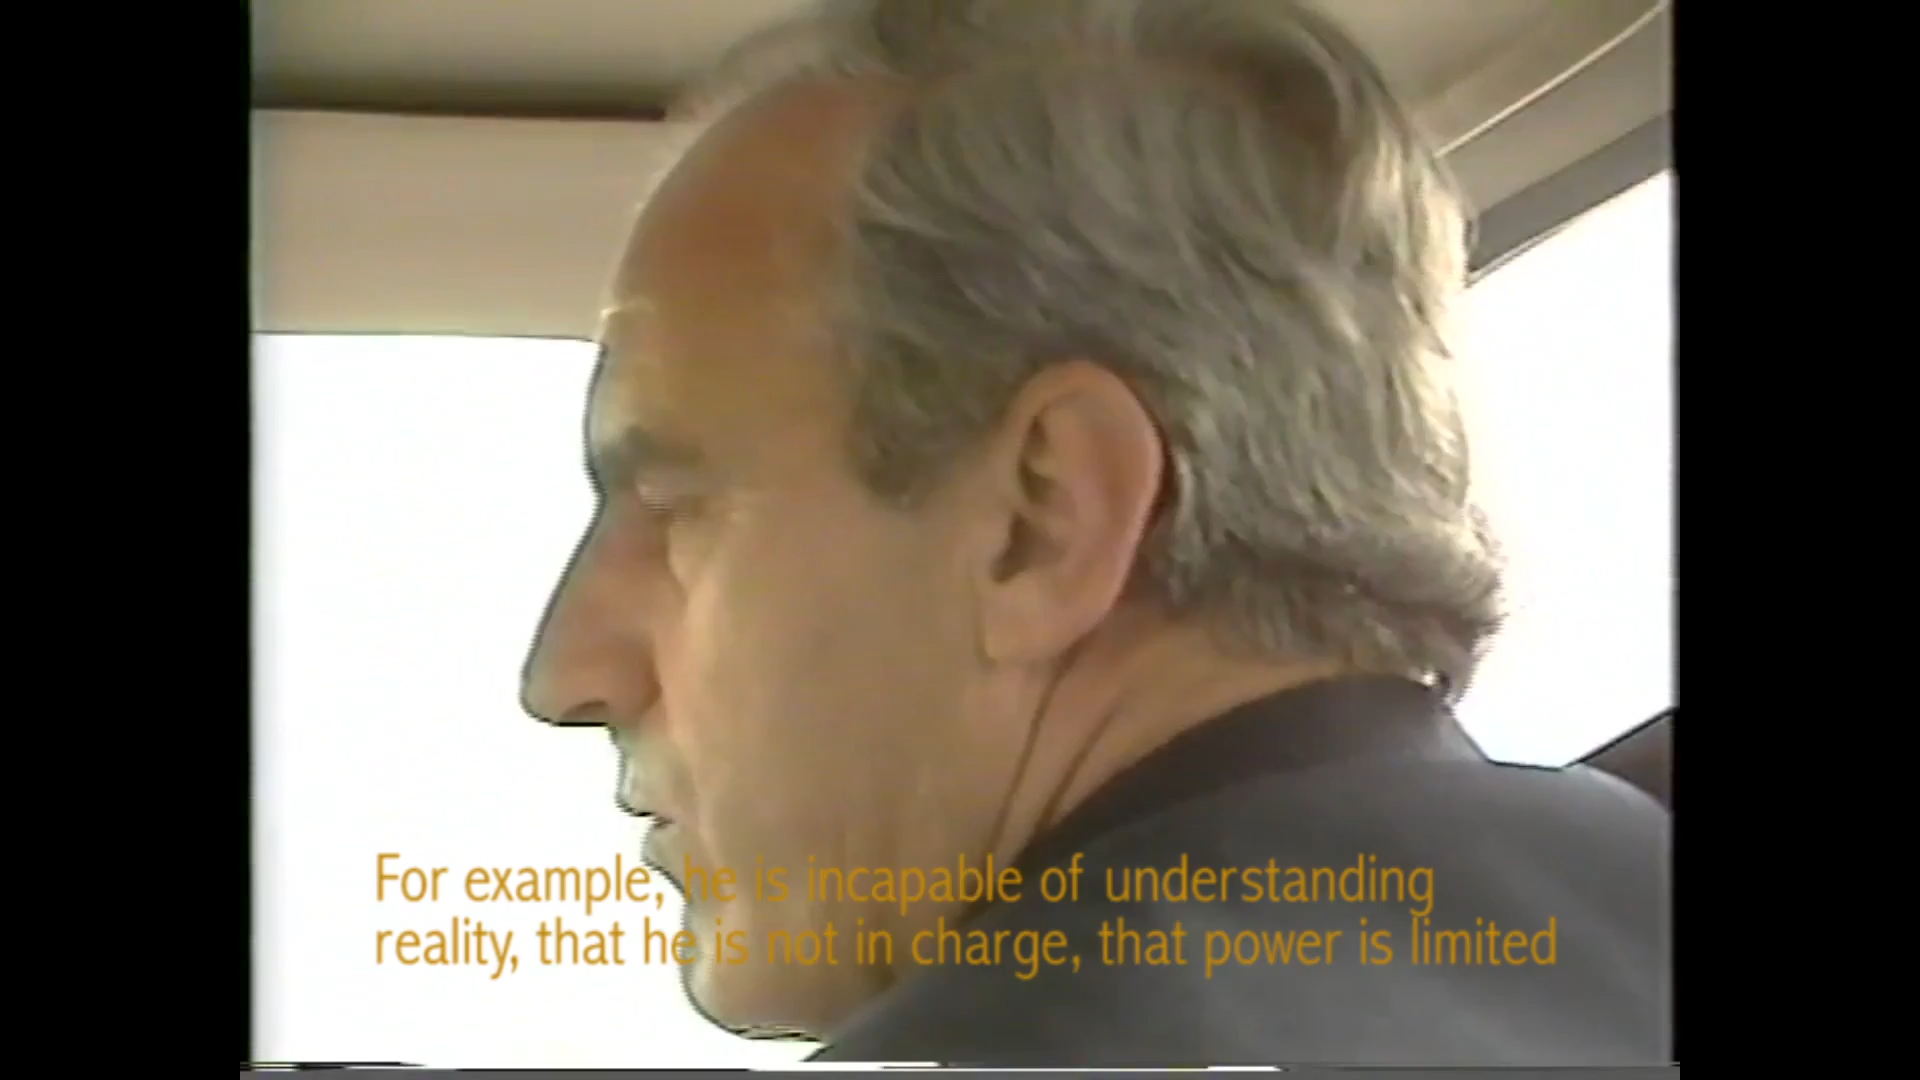 For example, he is incapable of understanding
reality, that he is not in charge, that power is limited